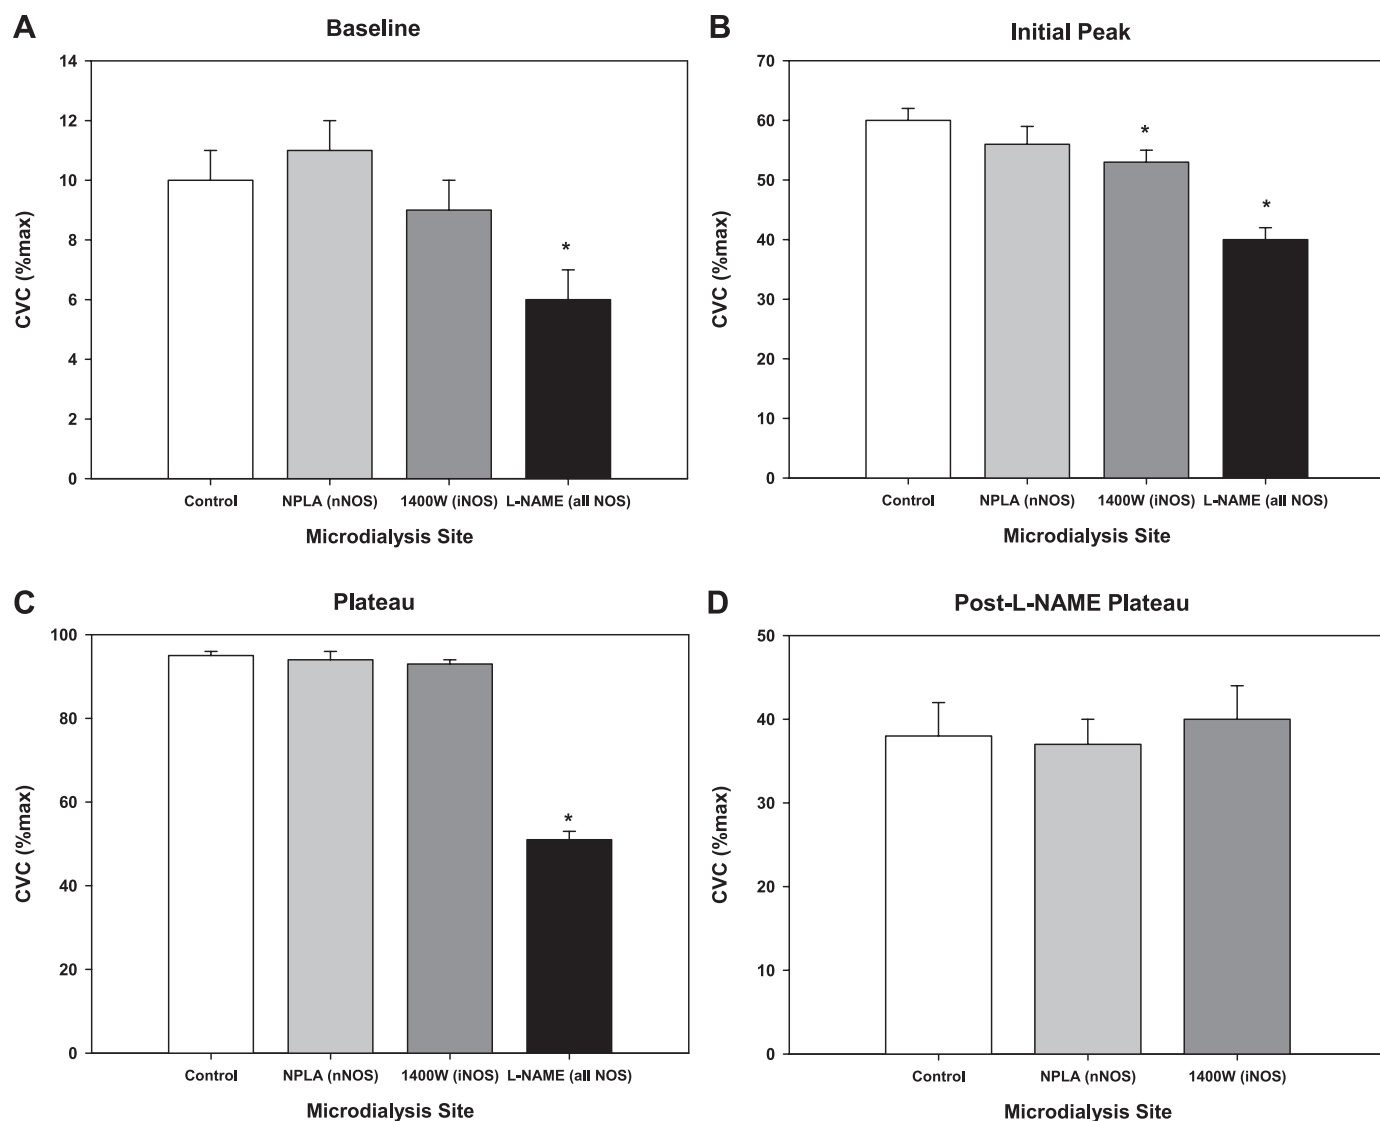 A
Baseline
14
12
10
8
6
4
2
0
CVC (%max)
*
Control NPLA (nNOS) 1400W (iNOS) L-NAME (all NOS)
Microdialysis Site
B
Initial Peak
70
60
50
40
30
20
10
0
CVC (%max)
*
*
Control NPLA (nNOS) 1400W (iNOS) L-NAME (all NOS)
Microdialysis Site
C
Plateau
100
80
60
40
20
0
CVC (%max)
*
Control NPLA (nNOS) 1400W (iNOS) L-NAME (all NOS)
Microdialysis Site
D
Post-L-NAME Plateau
50
40
30
20
10
0
CVC (%max)
Control NPLA (nNOS) 1400W (iNOS)
Microdialysis Site